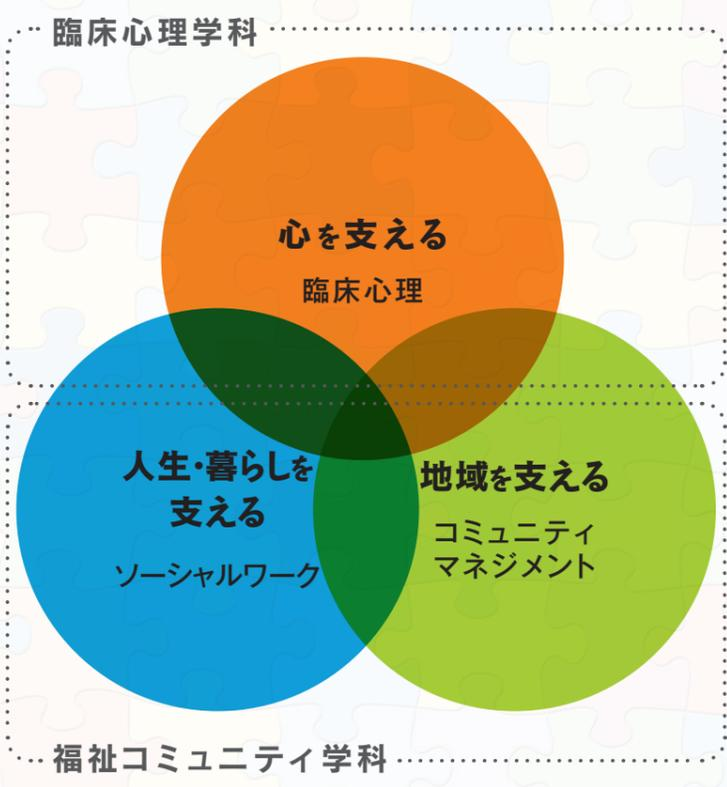 臨床心理学科
心を支える
臨床心理
人生・暮らしを
支える
ソーシャルワーク
地域を支える
コミュニティ
マネジメント
福祉コミュニティ学科